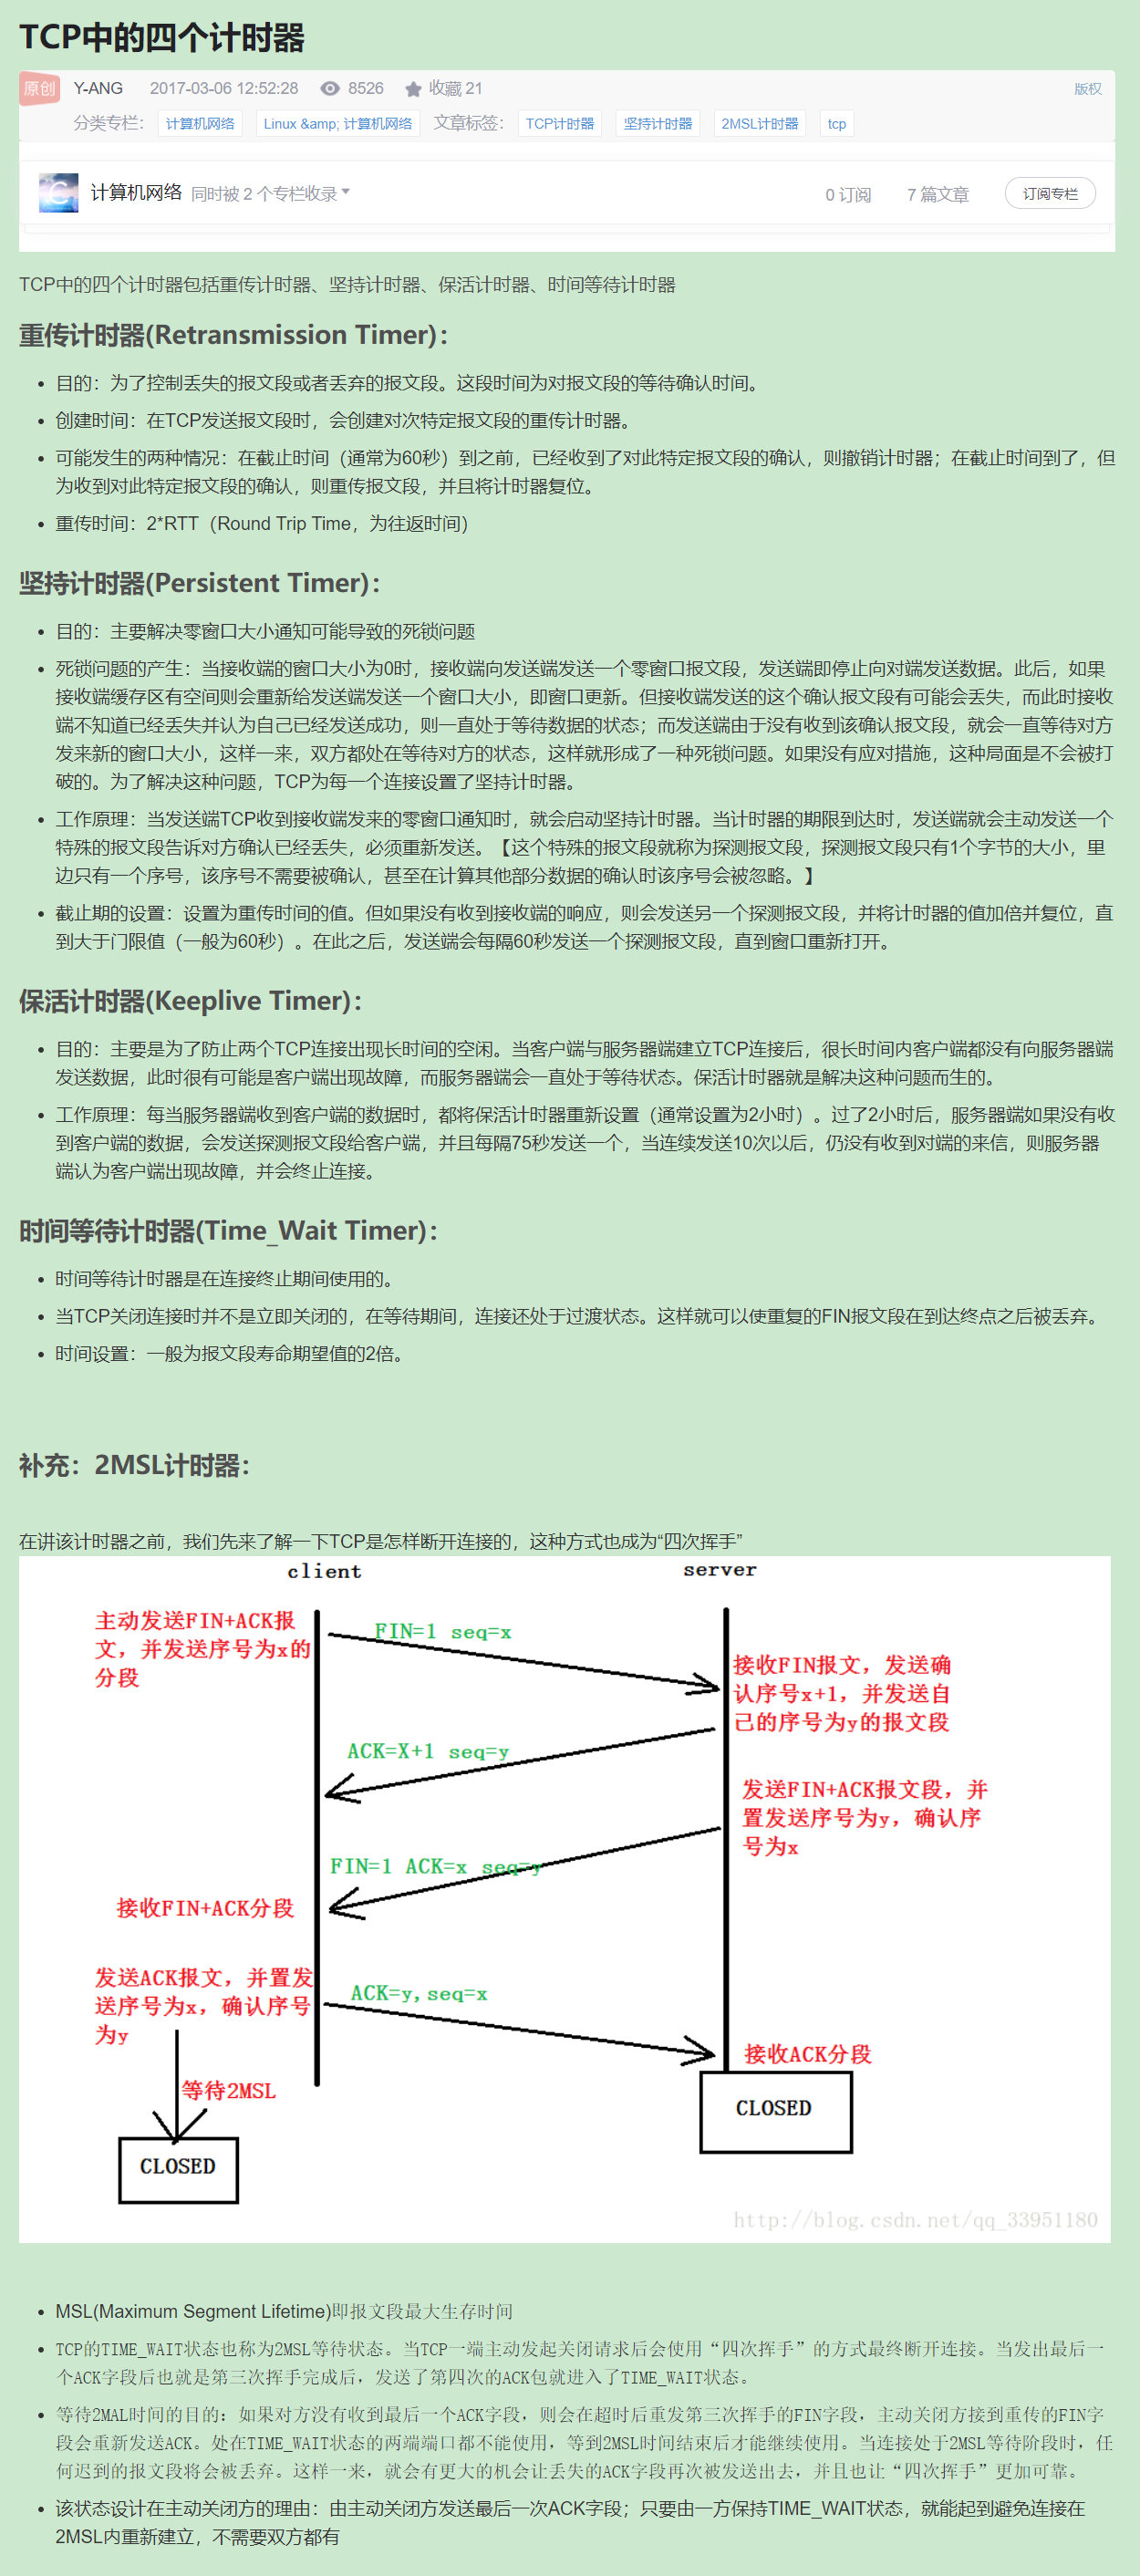 TCP中的四个计时器
原创 Y-ANG 2017-03-06 12:52:28 8526 收藏 21 版权
分类专栏： 计算机网络 Linux &amp; 计算机网络 文章标签： TCP计时器 坚持计时器 2MSL计时器 tcp
计算机网络 同时被 2 个专栏收录 0 订阅 7 篇文章 订阅专栏
TCP中的四个计时器包括重传计时器、坚持计时器、保活计时器、时间等待计时器
重传计时器(Retransmission Timer)：
• 目的：为了控制丢失的报文段或者丢弃的报文段。这段时间为对报文段的等待确认时间。
• 创建时间：在TCP发送报文段时，会创建对次特定报文段的重传计时器。
• 可能发生的两种情况：在截止时间（通常为60秒）到之前，已经收到了对此特定报文段的确认，则撤销计时器；在截止时间到了，但
为收到对此特定报文段的确认，则重传报文段，并且将计时器复位。
• 重传时间：2*RTT（Round Trip Time，为往返时间）
坚持计时器(Persistent Timer)：
• 目的：主要解决零窗口大小通知可能导致的死锁问题
• 死锁问题的产生：当接收端的窗口大小为0时，接收端向发送端发送一个零窗口报文段，发送端即停止向对端发送数据。此后，如果
接收端缓存区有空间则会重新给发送端发送一个窗口大小，即窗口更新。但接收端发送的这个确认报文段有可能会丢失，而此时接收
端不知道已经丢失并认为自己已经发送成功，则一直处于等待数据的状态；而发送端由于没有收到该确认报文段，就会一直等待对方
发来新的窗口大小，这样一来，双方都处在等待对方的状态，这样就形成了一种死锁问题。如果没有应对措施，这种局面是不会被打
破的。为了解决这种问题，TCP为每一个连接设置了坚持计时器。
• 工作原理：当发送端TCP收到接收端发来的零窗口通知时，就会启动坚持计时器。当计时器的期限到达时，发送端就会主动发送一个
特殊的报文段告诉对方确认已经丢失，必须重新发送。【这个特殊的报文段就称为探测报文段，探测报文段只有1个字节的大小，里
边只有一个序号，该序号不需要被确认，甚至在计算其他部分数据的确认时该序号会被忽略。】
• 截止期的设置：设置为重传时间的值。但如果没有收到接收端的响应，则会发送另一个探测报文段，并将计时器的值加倍并复位，直
到大于门限值（一般为60秒）。在此之后，发送端会每隔60秒发送一个探测报文段，直到窗口重新打开。
保活计时器(Keeplive Timer)：
• 目的：主要是为了防止两个TCP连接出现长时间的空闲。当客户端与服务器端建立TCP连接后，很长时间内客户端都没有向服务器端
发送数据，此时很有可能是客户端出现故障，而服务器端会一直处于等待状态。保活计时器就是解决这种问题而生的。
• 工作原理：每当服务器端收到客户端的数据时，都将保活计时器重新设置（通常设置为2小时）。过了2小时后，服务器端如果没有收
到客户端的数据，会发送探测报文段给客户端，并且每隔75秒发送一个，当连续发送10次以后，仍没有收到对端的来信，则服务器
端认为客户端出现故障，并会终止连接。
时间等待计时器(Time_Wait Timer)：
• 时间等待计时器是在连接终止期间使用的。
• 当TCP关闭连接时并不是立即关闭的，在等待期间，连接还处于过渡状态。这样就可以使重复的FIN报文段在到达终点之后被丢弃。
• 时间设置：一般为报文段寿命期望值的2倍。
补充：2MSL计时器：
在讲该计时器之前，我们先来了解一下TCP是怎样断开连接的，这种方式也成为“四次挥手”
client
server
主动发送FIN+ACK报
文，并发送序号为x的
分段
FIN=1 seq=x
接收FIN报文，发送确
认序号x+1，并发送自
己的序号为y的报文段
ACK=X+1 seq=y
发送FIN+ACK报文段，并
置发送序号为y，确认序
号为x
FIN=1 ACK=x seq=y
接收FIN+ACK分段
发送ACK报文，并置发
送序号为x，确认序号
为y
ACK=y,seq=x
接收ACK分段
等待2MSL
CLOSED
CLOSED
http://blog.csdn.net/qq_33951180
• MSL(Maximum Segment Lifetime)即报文段最大生存时间
• TCP的TIME_WAIT状态也称为2MSL等待状态。当TCP一端主动发起关闭请求后会使用“四次挥手”的方式最终断开连接。当发出最后一
个ACK字段后也就是第三次挥手完成后，发送了第四次的ACK包就进入了TIME_WAIT状态。
• 等待2MAL时间的目的：如果对方没有收到最后一个ACK字段，则会在超时后重发第三次挥手的FIN字段，主动关闭方接到重传的FIN字
段会重新发送ACK。处在TIME_WAIT状态的两端端口都不能使用，等到2MSL时间结束后才能继续使用。当连接处于2MSL等待阶段时，任
何迟到的报文段将会被丢弃。这样一来，就会有更大的机会让丢失的ACK字段再次被发送出去，并且也让“四次挥手”更加可靠。
• 该状态设计在主动关闭方的理由：由主动关闭方发送最后一次ACK字段；只要由一方保持TIME_WAIT状态，就能起到避免连接在
2MSL内重新建立，不需要双方都有